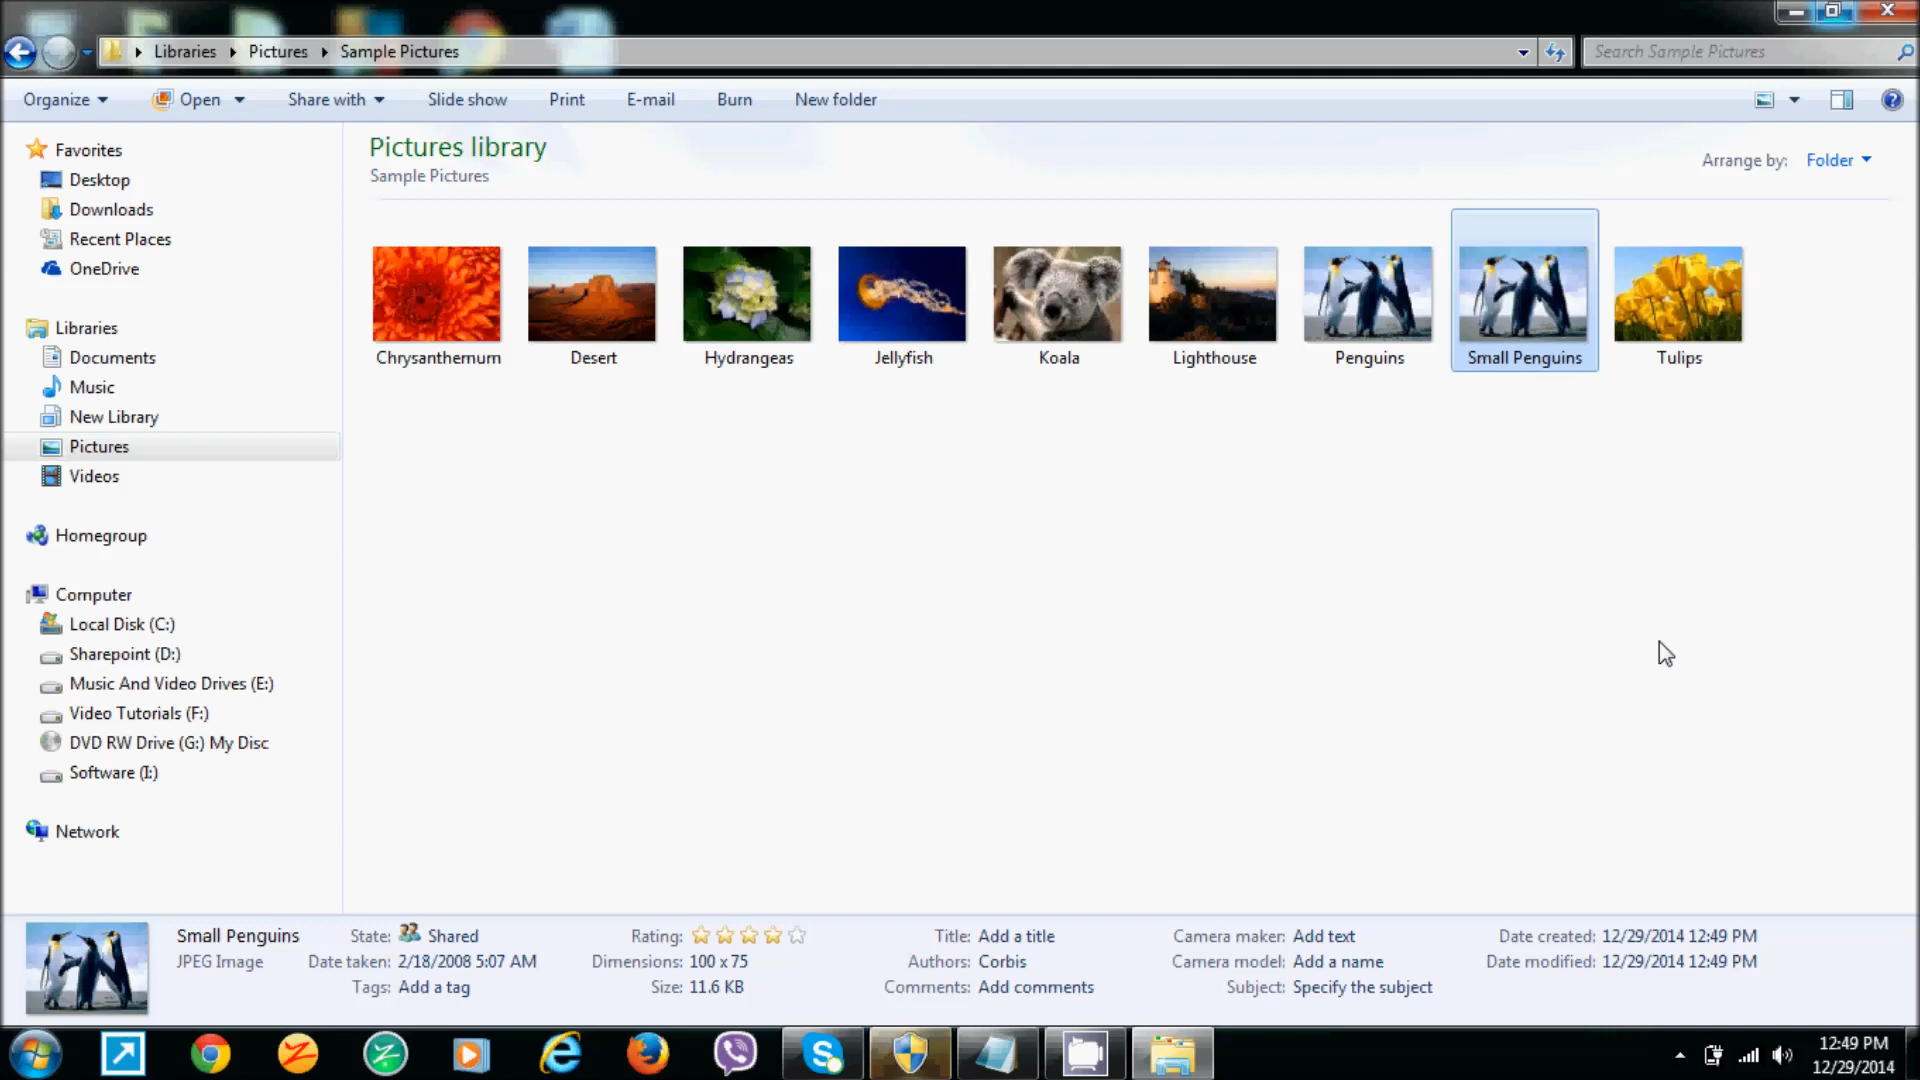 Libraries Pictures Sample Pictures
Search Sample Pictures
Organize Open Share with Slide show Print E-mail Burn New folder
Favorites
Desktop
Downloads
Recent Places
OneDrive
Libraries
Documents
Music
New Library
Pictures
Videos
Homegroup
Computer
Local Disk (C:)
Sharepoint (D:)
Music And Video Drives (E:)
Video Tutorials (F:)
DVD RW Drive (G:) My Disc
Software (I:)
Network
Pictures library
Sample Pictures
Arrange by: Folder
Chrysanthemum Desert Hydrangeas Jellyfish Koala Lighthouse Penguins Small Penguins Tulips
Small Penguins State: Shared Rating: Title: Add a title Camera maker: Add text Date created: 12/29/2014 12:49 PM
JPEG Image Date taken: 2/18/2008 5:07 AM Dimensions: 100 x 75 Authors: Corbis Camera model: Add a name Date modified: 12/29/2014 12:49 PM
Tags: Add a tag Size: 11.6 KB Comments: Add comments Subject: Specify the subject
12:49 PM
12/29/2014